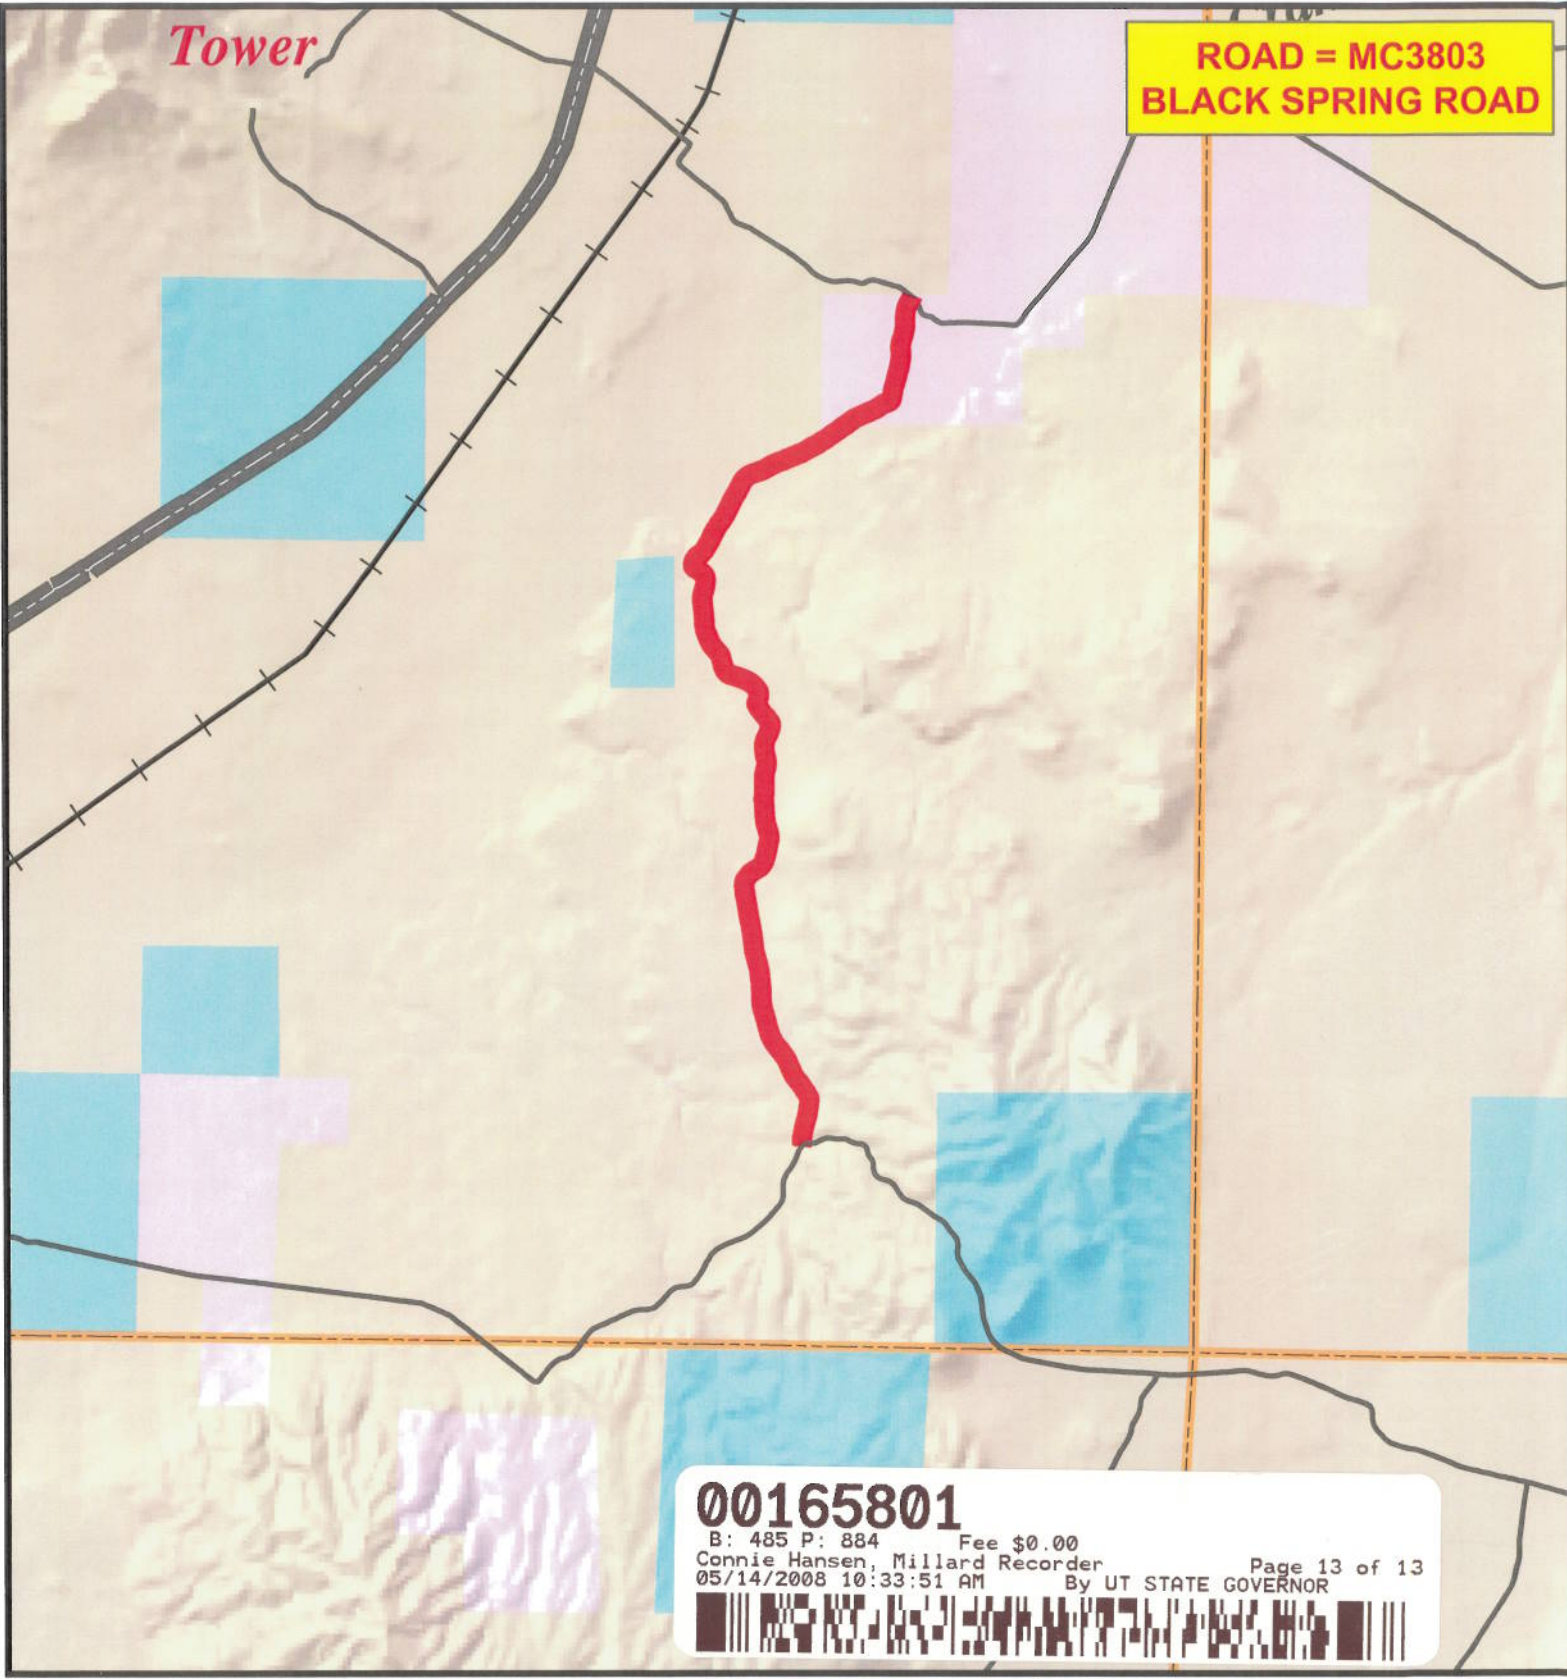 Tower
ROAD = MC3803
BLACK SPRING ROAD
00165801
B: 485 P: 884 Fee $0.00
Connie Hansen, Millard Recorder Page 13 of 13
05/14/2008 10:33:51 AM By UT STATE GOVERNOR